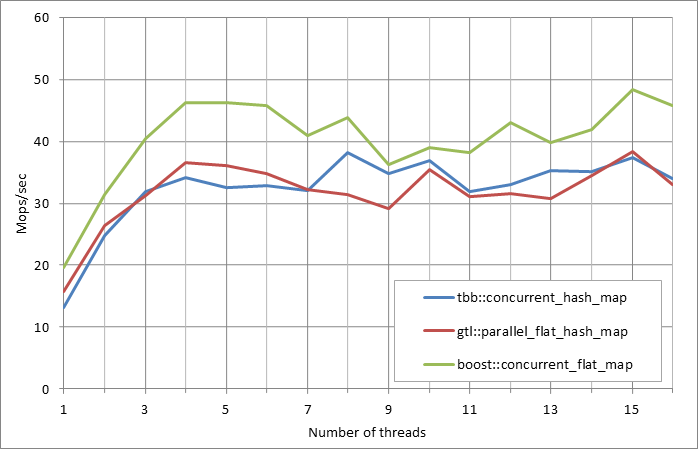 60
50
40
30
20
10
0
Mops/sec
1 3 5 7 9 11 13 15
Number of threads
tbb::concurrent_hash_map
gtl::parallel_flat_hash_map
boost::concurrent_flat_map